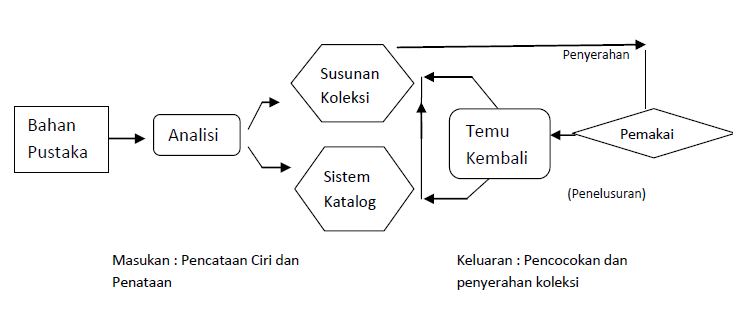 Bahan
Pustaka
Analisi
Susunan
Koleksi
Sistem
Katalog
Penyerahan
Temu
Kembali
Pemakai
(Penelusuran)
Masukan : Pencataan Ciri dan
Penataan
Keluaran : Pencocokan dan
penyerahan koleksi